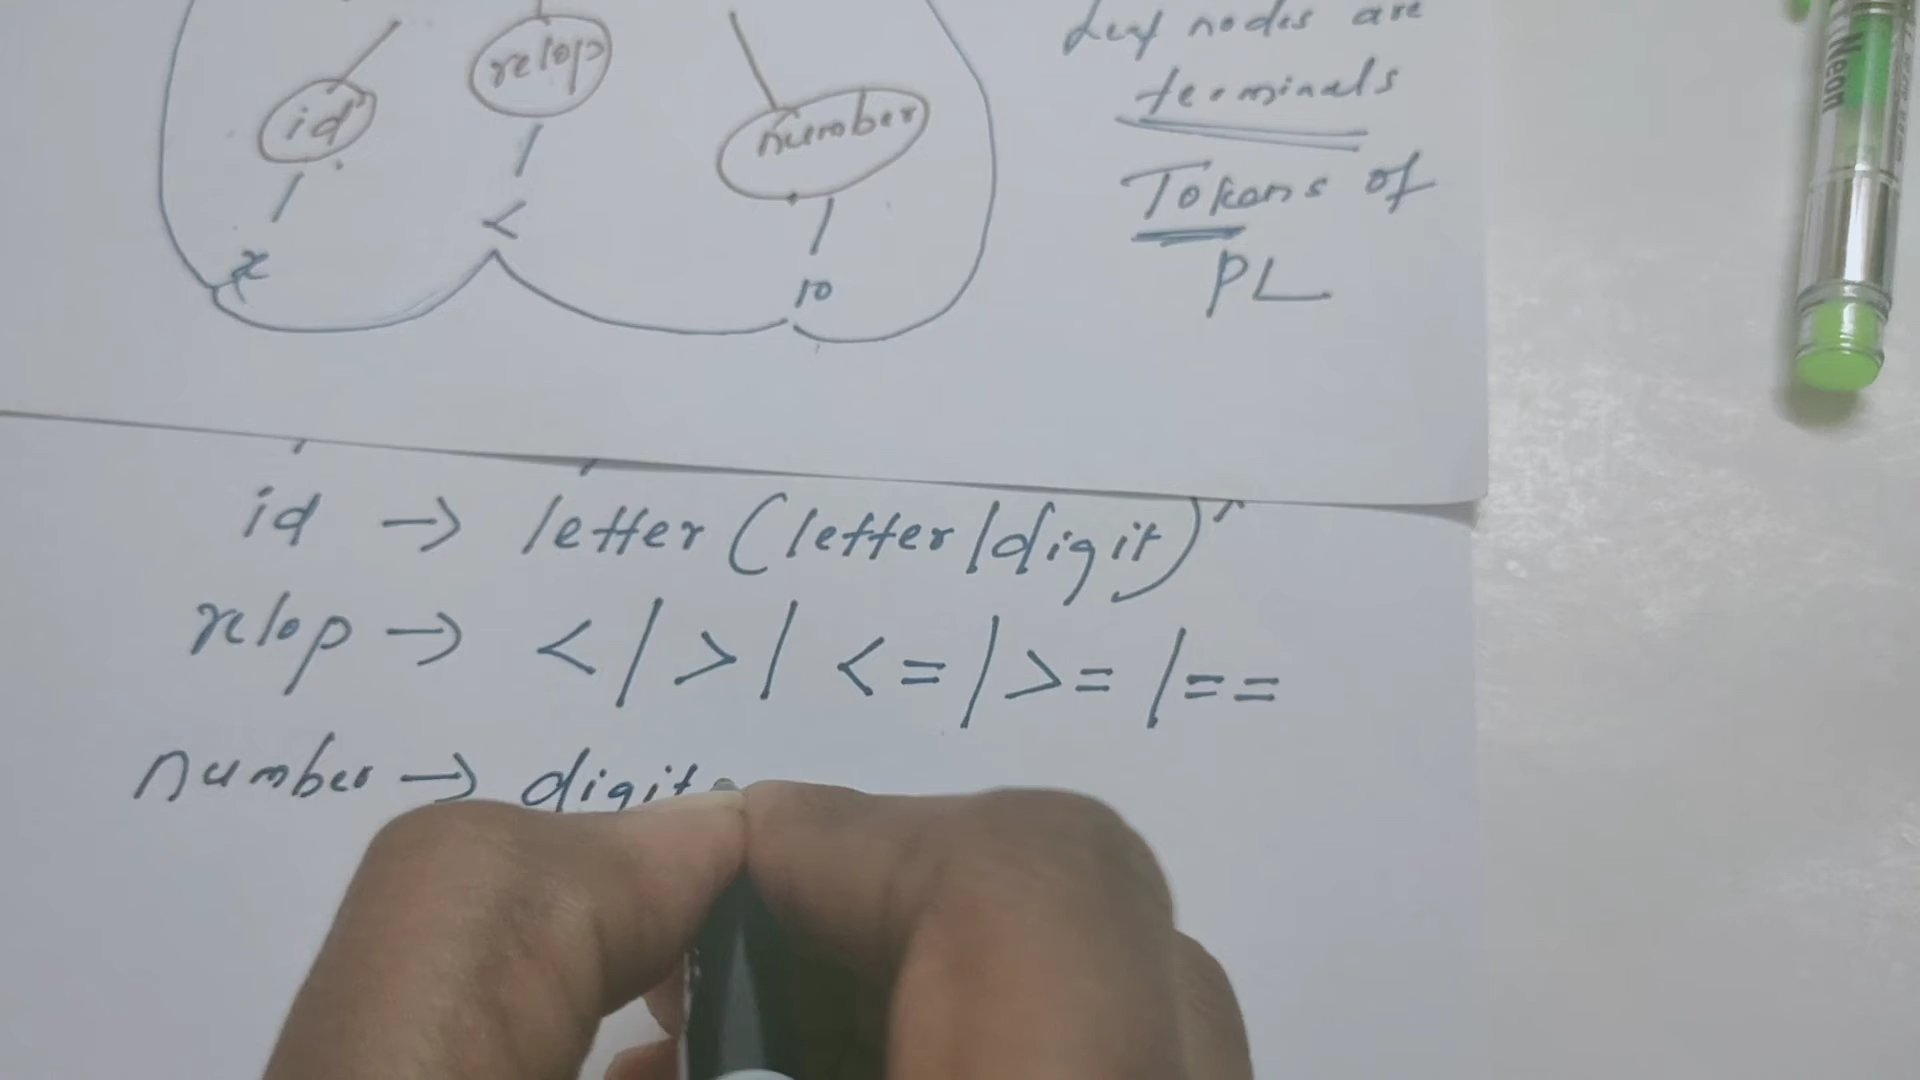 Leaf nodes are
terminals
Tokens of
PL
id
relop
number
x
<
10
id → letter (letter/digit)*
relop → < | > | <= | >= | ==
number → digit
Neon